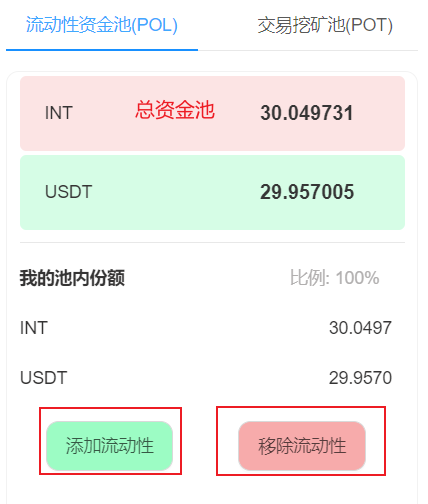 流动性资金池(POL) 交易挖矿池(POT)
INT 总资金池 30.049731
USDT 29.957005
我的池内份额 比例: 100%
INT 30.0497
USDT 29.9570
添加流动性 移除流动性